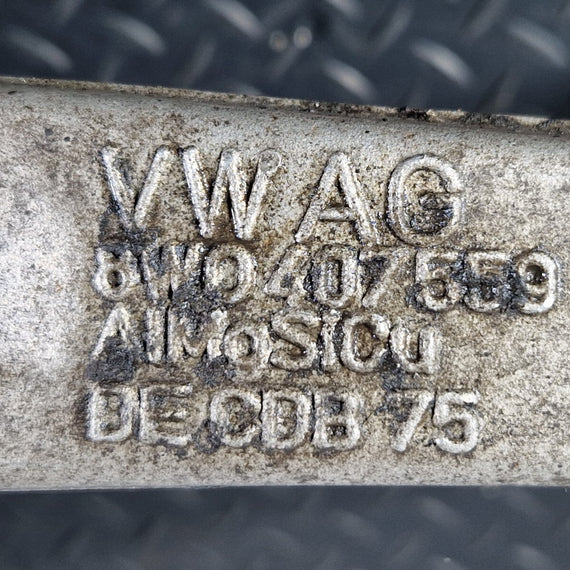 VW AG
8W0 407 559
AlMgSiCu
DE CDB 75